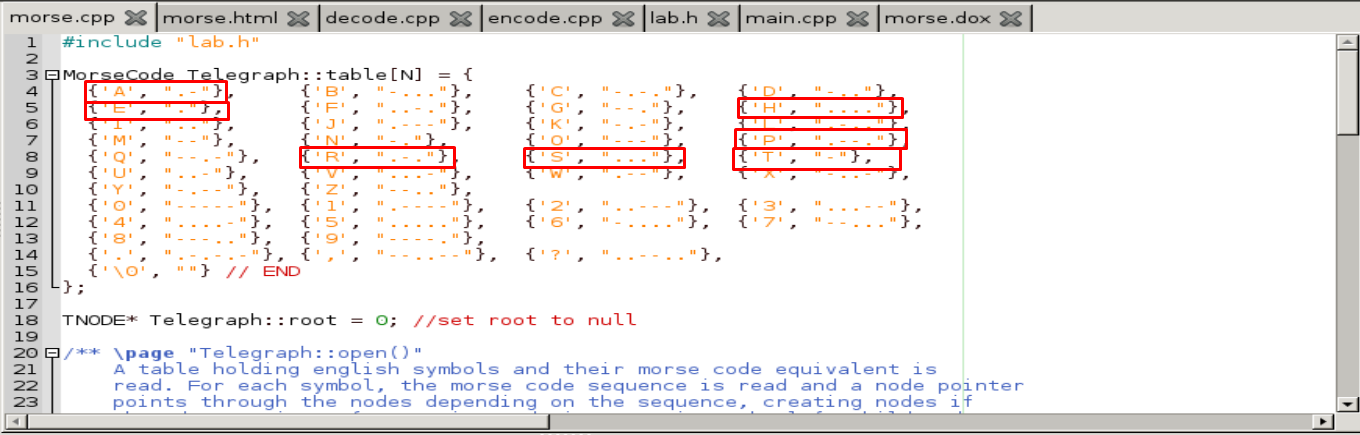 morse.cpp morse.html decode.cpp encode.cpp lab.h main.cpp morse.dox
1 #include "lab.h"
2
3 MorseCode Telegraph::table[N] = {
4 {'A', ".-"}, {'B', "-..."}, {'C', "-.-."}, {'D', "-.."},
5 {'E', "."}, {'F', "..-."}, {'G', "--."}, {'H', "...."},
6 {'I', ".."}, {'J', ".---"}, {'K', "-.-"}, {'L', ".-.."},
7 {'M', "--"}, {'N', "-."}, {'O', "---"}, {'P', ".--."},
8 {'Q', "--.-"}, {'R', ".-."}, {'S', "..."}, {'T', "-"},
9 {'U', "..-"}, {'V', "...-"}, {'W', ".--"}, {'X', "-..-"},
10 {'Y', "-.--"}, {'Z', "--.."},
11 {'0', "-----"}, {'1', ".----"}, {'2', "..---"}, {'3', "...--"},
12 {'4', "....-"}, {'5', "....."}, {'6', "-...."}, {'7', "--..."},
13 {'8', "---.."}, {'9', "----."},
14 {'.', ".-.-.-"}, {',', "--..--"}, {'?', "..--.."},
15 {'\0', ""} // END
16 };
17
18 TNODE* Telegraph::root = 0; //set root to null
19
20 /** \page "Telegraph::open()"
21 A table holding english symbols and their morse code equivalent is
22 read. For each symbol, the morse code sequence is read and a node pointer
23 points through the nodes depending on the sequence, creating nodes if